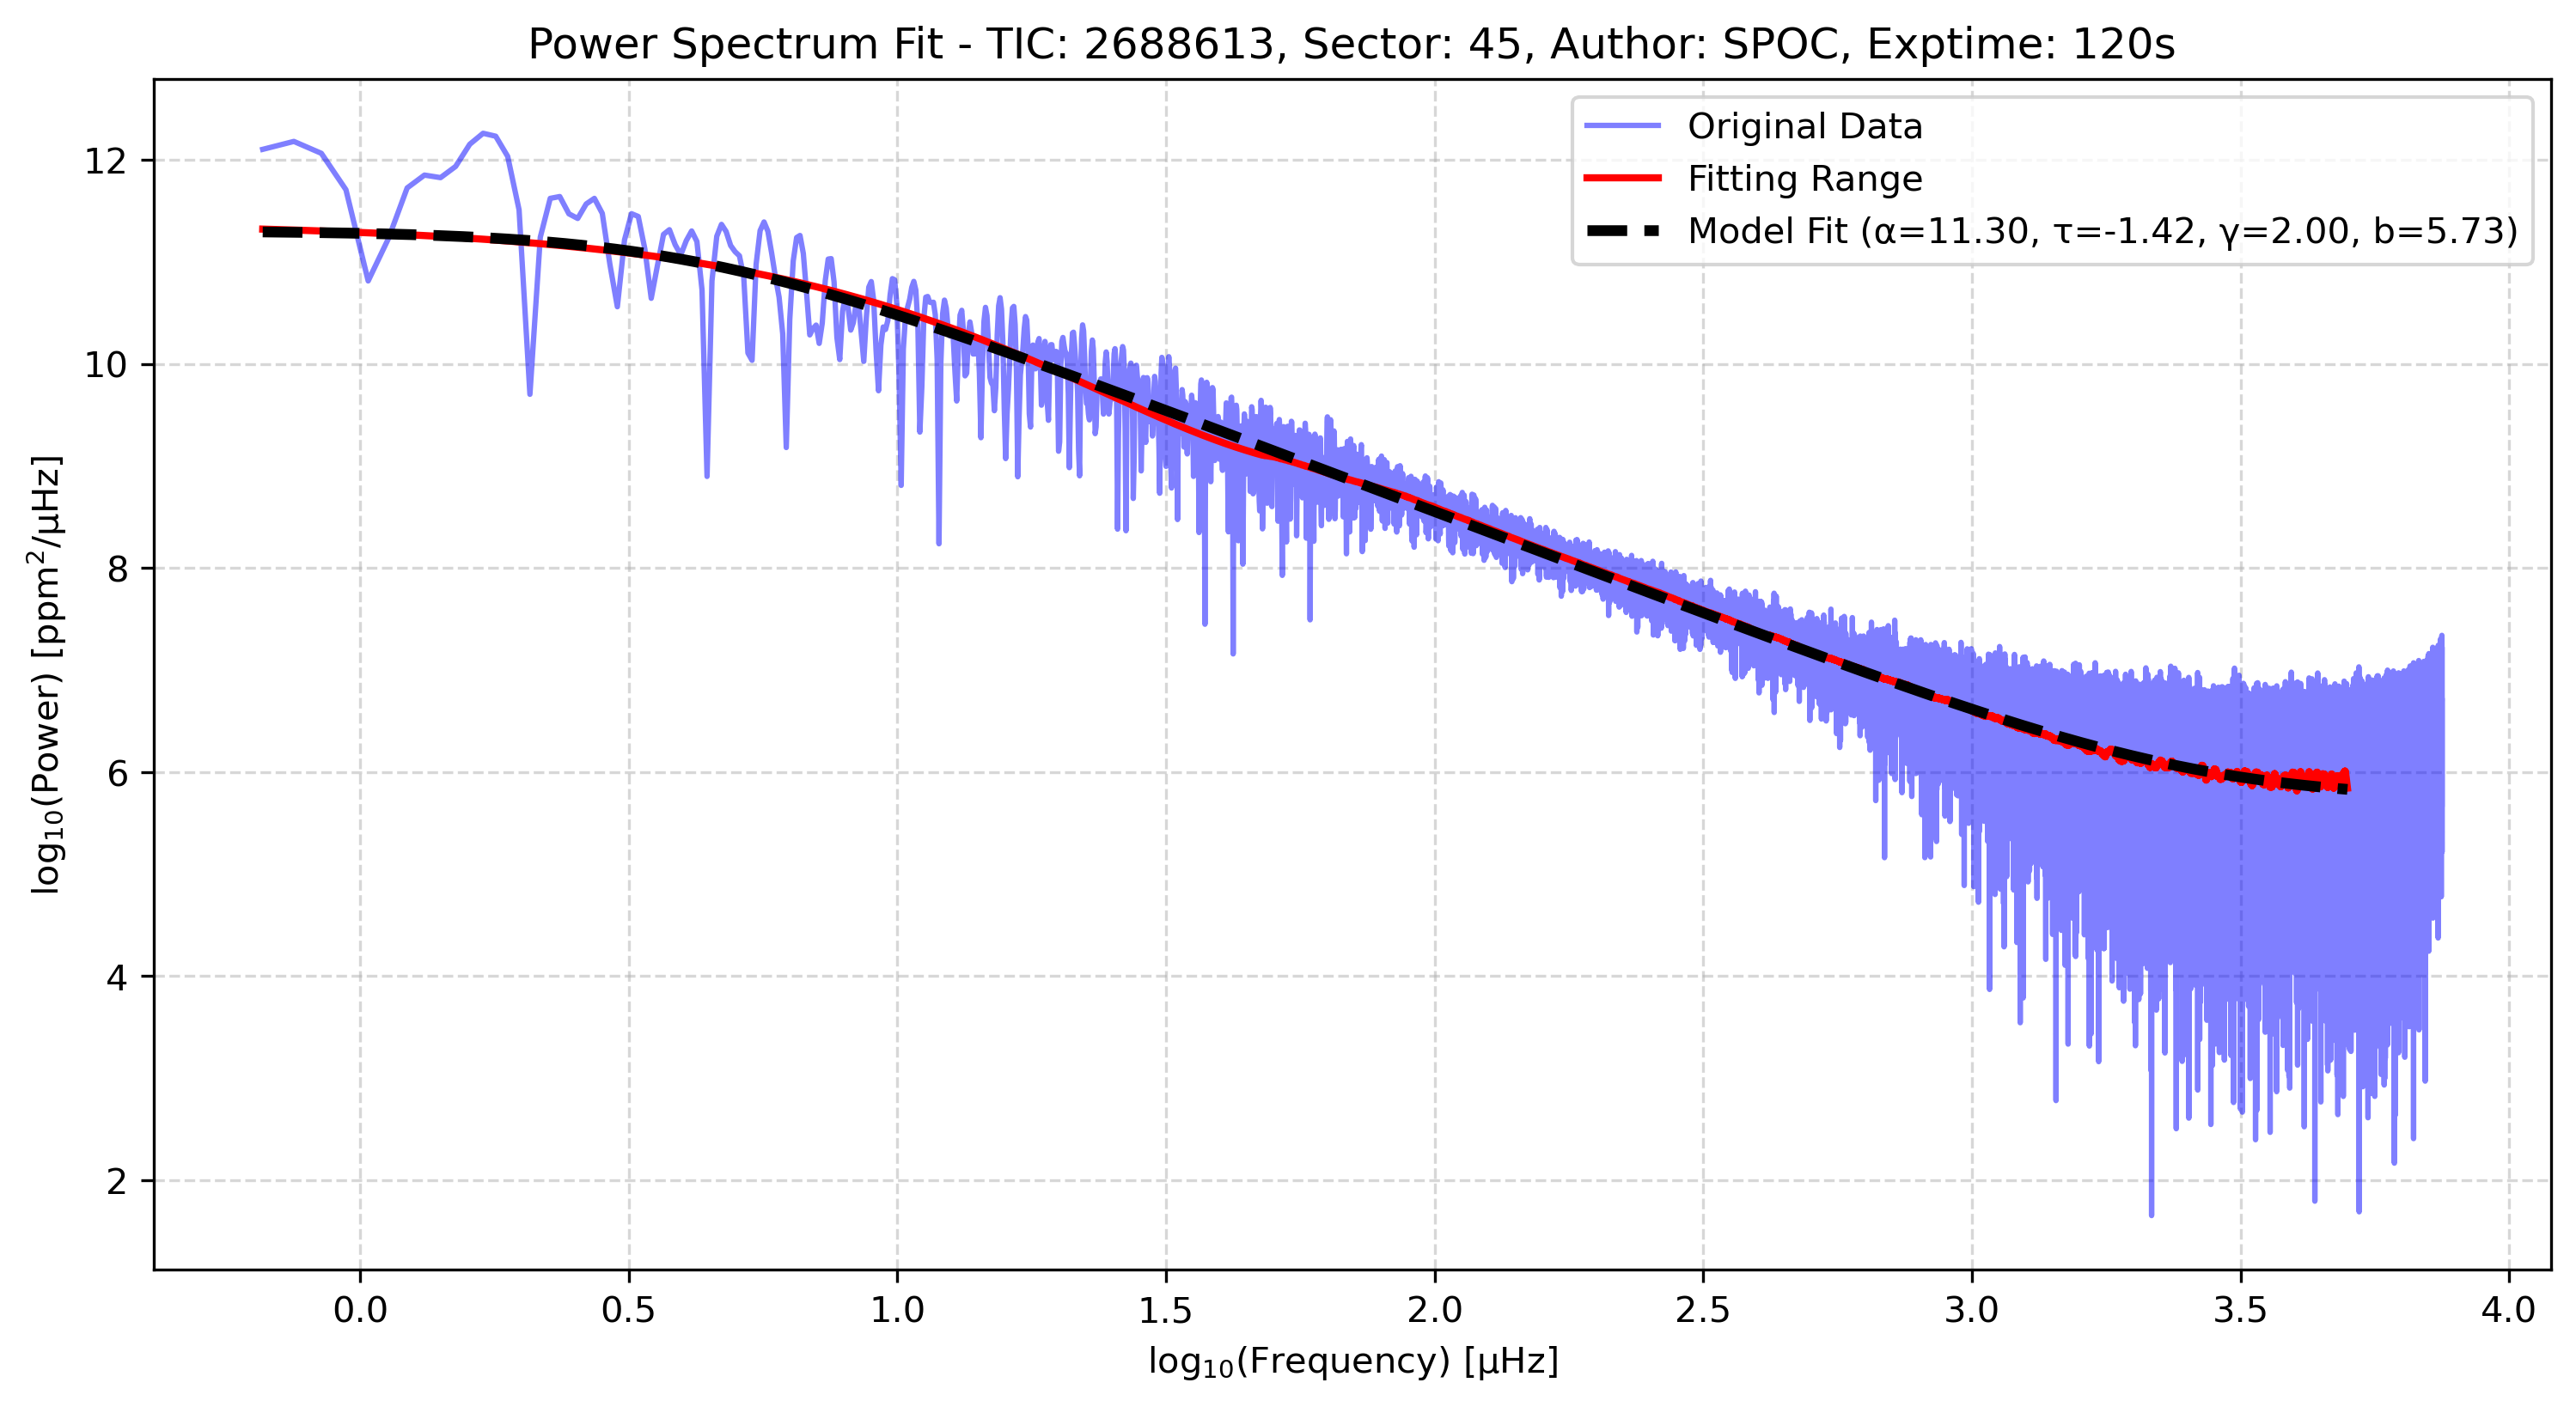 Power Spectrum Fit - TIC: 2688613, Sector: 45, Author: SPOC, Exptime: 120s
Original Data
Fitting Range
Model Fit (α=11.30, τ=-1.42, γ=2.00, b=5.73)
log₁₀(Power) [ppm²/μHz]
12
10
8
6
4
2
0.0 0.5 1.0 1.5 2.0 2.5 3.0 3.5 4.0
log₁₀(Frequency) [μHz]